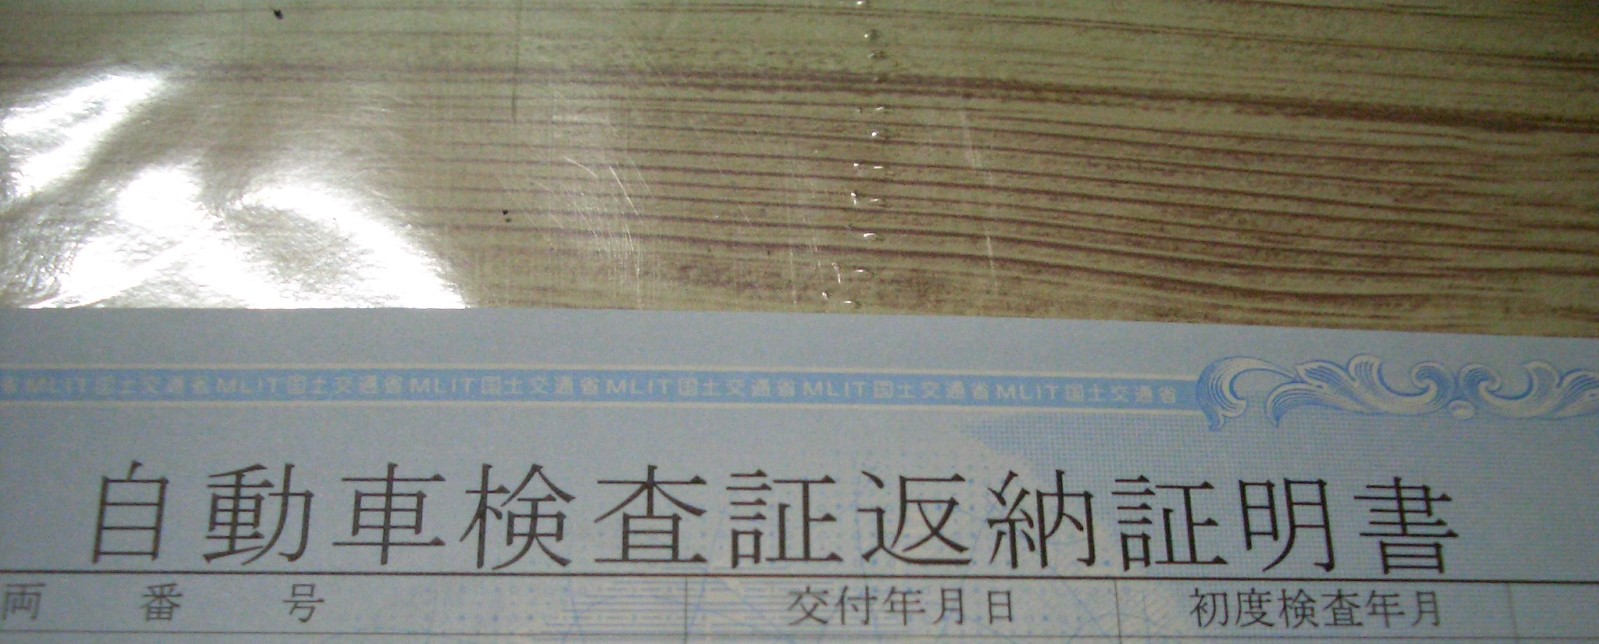 省MLIT国土交通省MLIT国土交通省MLIT国土交通省MLIT国土交通省MLIT国土交通省MLIT国土交通省
自動車検査証返納証明書
両 番 号 交付年月日 初度検査年月